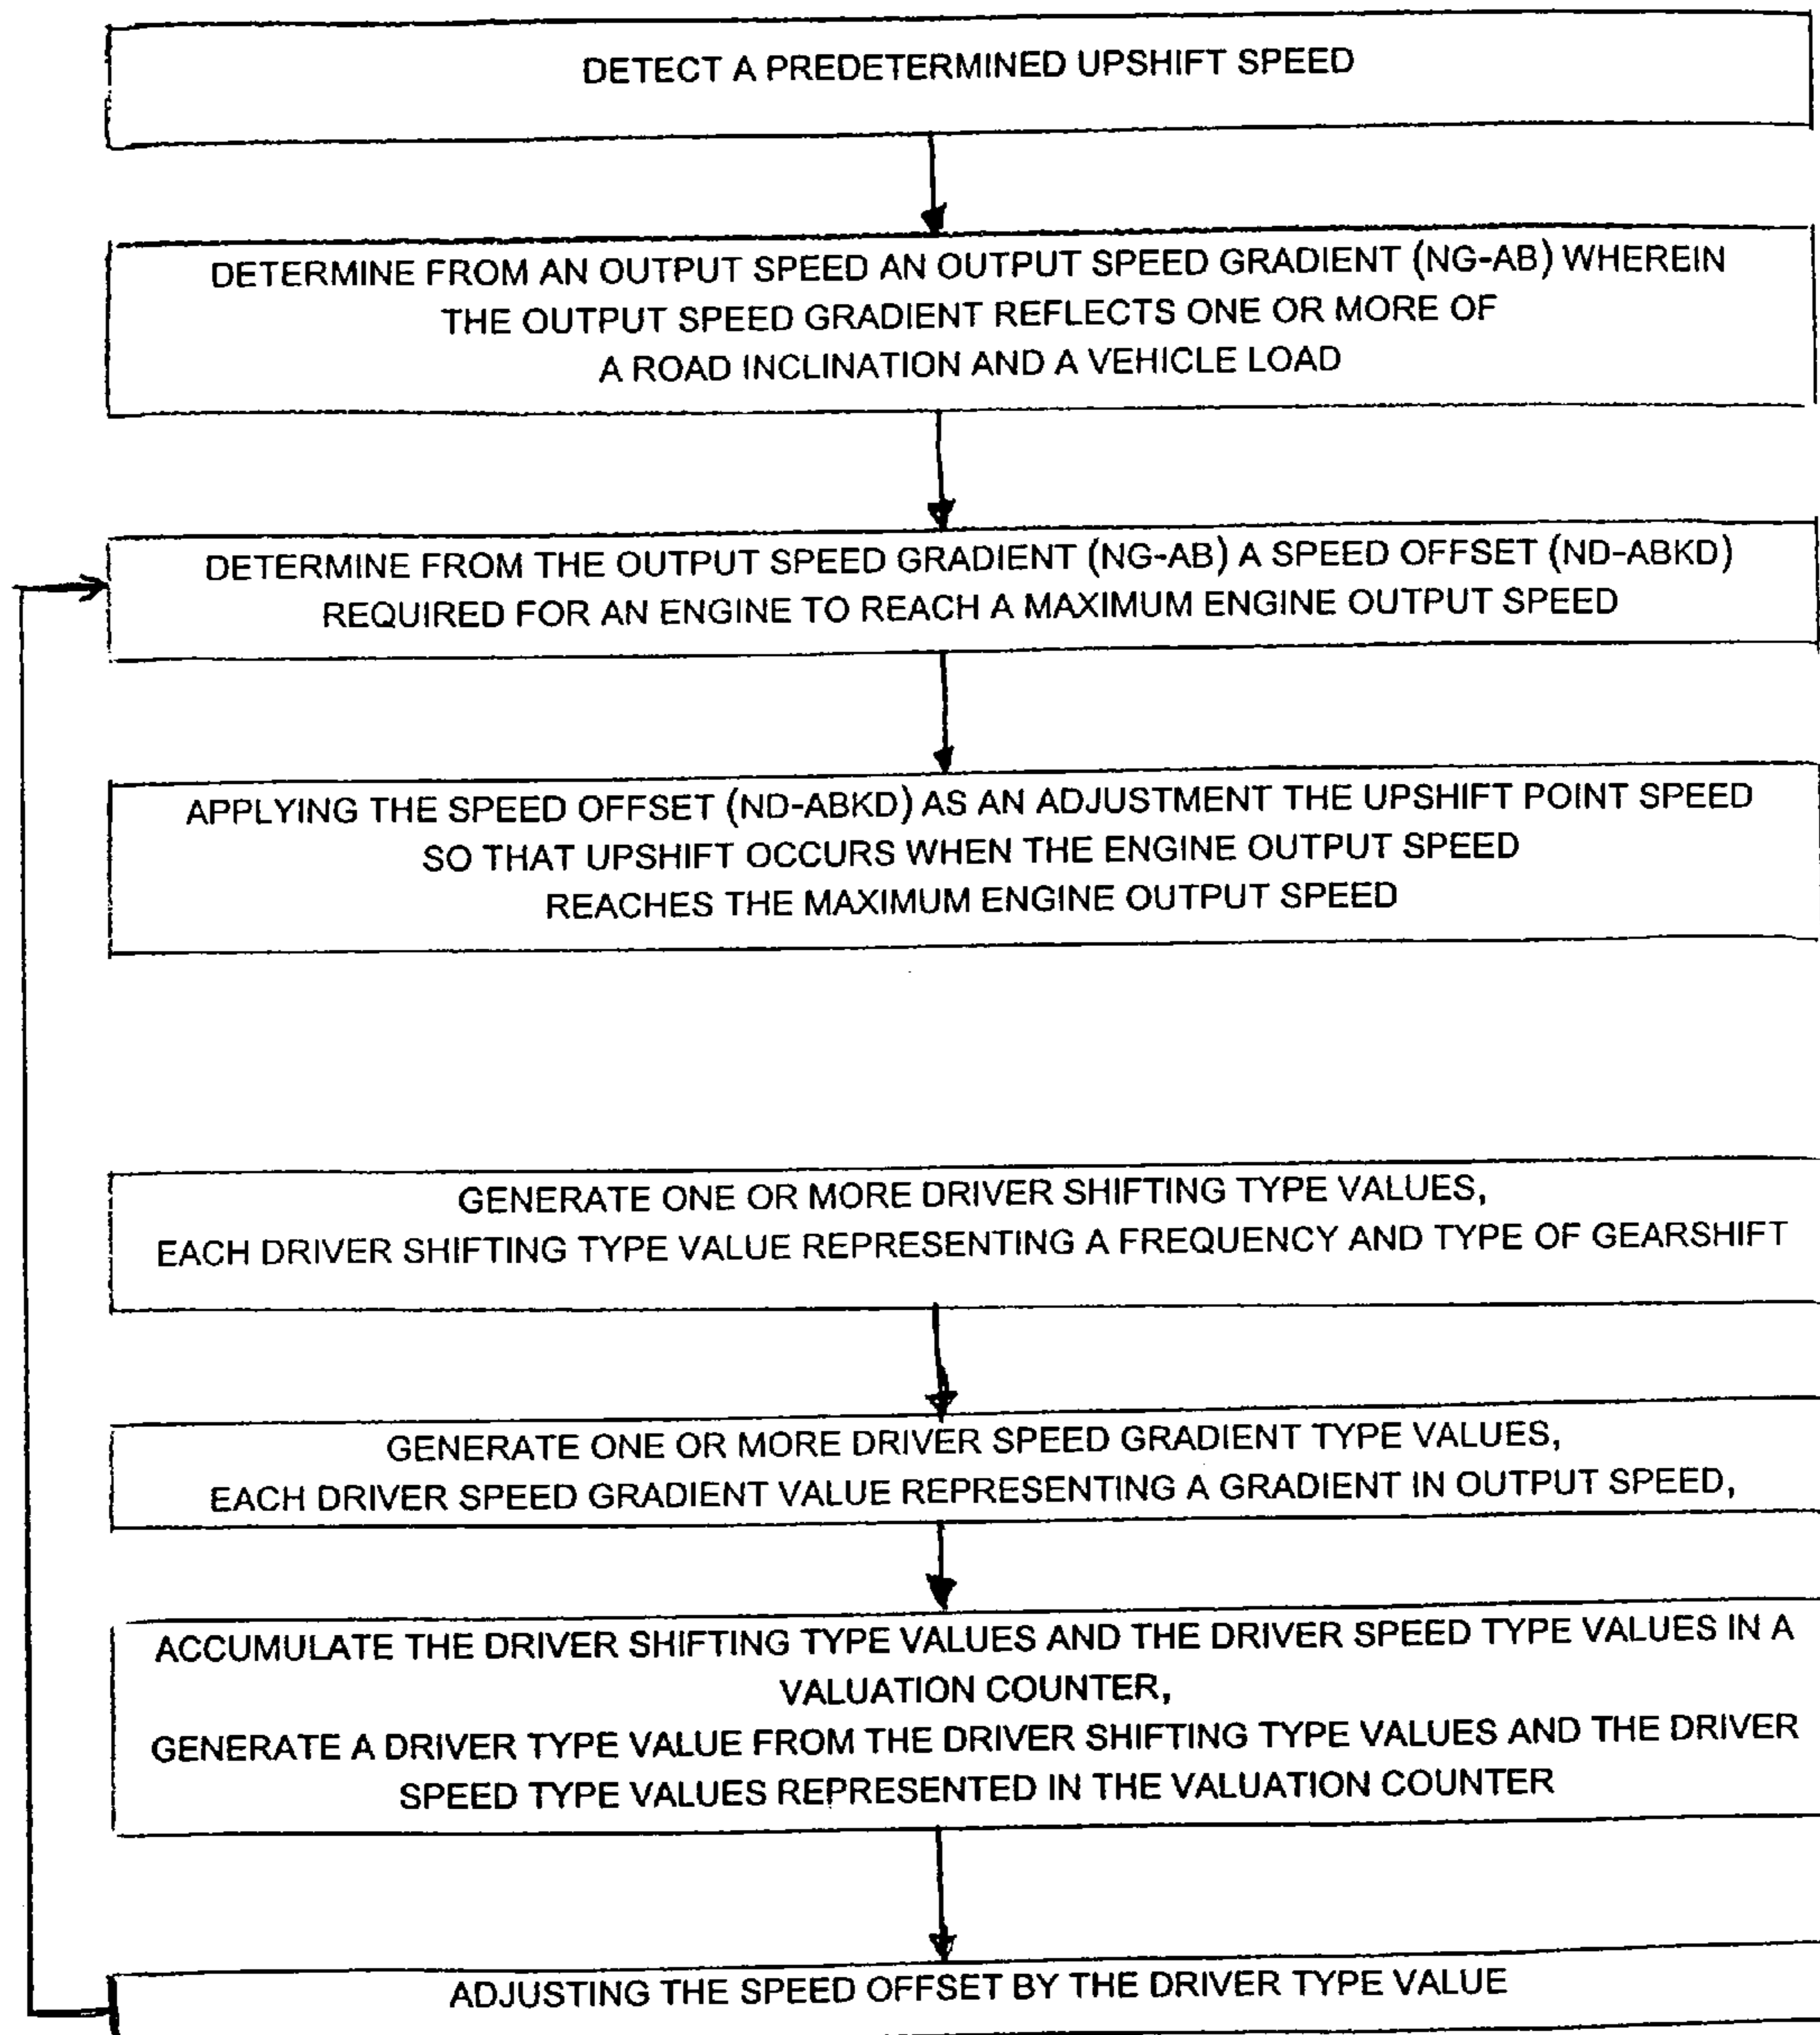 DETECT A PREDETERMINED UPSHIFT SPEED
DETERMINE FROM AN OUTPUT SPEED AN OUTPUT SPEED GRADIENT (NG-AB) WHEREIN
THE OUTPUT SPEED GRADIENT REFLECTS ONE OR MORE OF
A ROAD INCLINATION AND A VEHICLE LOAD
DETERMINE FROM THE OUTPUT SPEED GRADIENT (NG-AB) A SPEED OFFSET (ND-ABKD)
REQUIRED FOR AN ENGINE TO REACH A MAXIMUM ENGINE OUTPUT SPEED
APPLYING THE SPEED OFFSET (ND-ABKD) AS AN ADJUSTMENT THE UPSHIFT POINT SPEED
SO THAT UPSHIFT OCCURS WHEN THE ENGINE OUTPUT SPEED
REACHES THE MAXIMUM ENGINE OUTPUT SPEED
GENERATE ONE OR MORE DRIVER SHIFTING TYPE VALUES,
EACH DRIVER SHIFTING TYPE VALUE REPRESENTING A FREQUENCY AND TYPE OF GEARSHIFT
GENERATE ONE OR MORE DRIVER SPEED GRADIENT TYPE VALUES,
EACH DRIVER SPEED GRADIENT VALUE REPRESENTING A GRADIENT IN OUTPUT SPEED,
ACCUMULATE THE DRIVER SHIFTING TYPE VALUES AND THE DRIVER SPEED TYPE VALUES IN A
VALUATION COUNTER,
GENERATE A DRIVER TYPE VALUE FROM THE DRIVER SHIFTING TYPE VALUES AND THE DRIVER
SPEED TYPE VALUES REPRESENTED IN THE VALUATION COUNTER
ADJUSTING THE SPEED OFFSET BY THE DRIVER TYPE VALUE